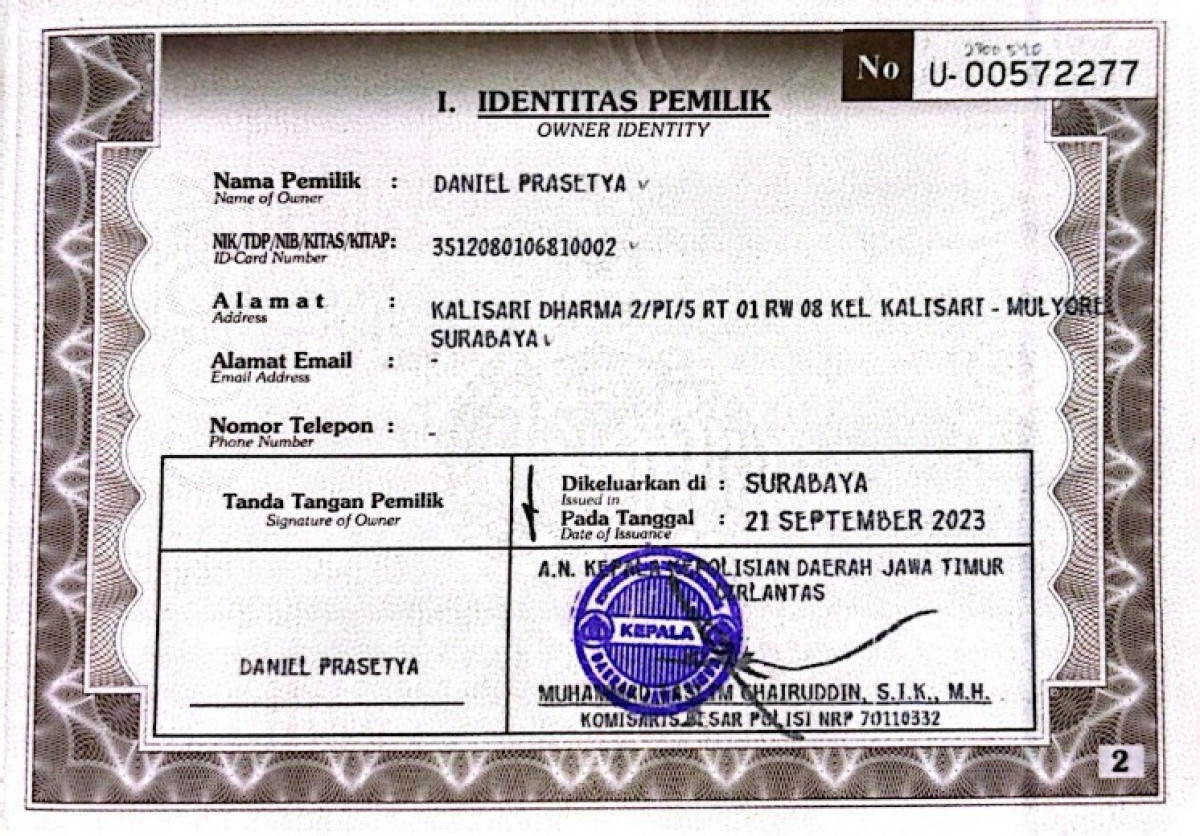 No U-00572277
I. IDENTITAS PEMILIK
OWNER IDENTITY
Nama Pemilik : DANIEL PRASETYA
Name of Owner
NIK/TDP/NIB/KITAS/KITAP: 3512080106810002
ID-Card Number
Alamat : KALISARI DHARMA 2/PI/5 RT 01 RW 08 KEL KALISARI - MULYORE
Address
SURABAYA
Alamat Email : -
Email Address
Nomor Telepon : -
Phone Number
Tanda Tangan Pemilik
Signature of Owner
Dikeluarkan di : SURABAYA
Issued in
Pada Tanggal : 21 SEPTEMBER 2023
Date of Issuance
A.N. KEPALA KEPOLISIAN DAERAH JAWA TIMUR
DIRLANTAS
KEPALA
DANIEL PRASETYA
CHAIRUDDIN, S.I.K., M.H.
KOMISARIS BESAR POLISI NRP 70110332
2